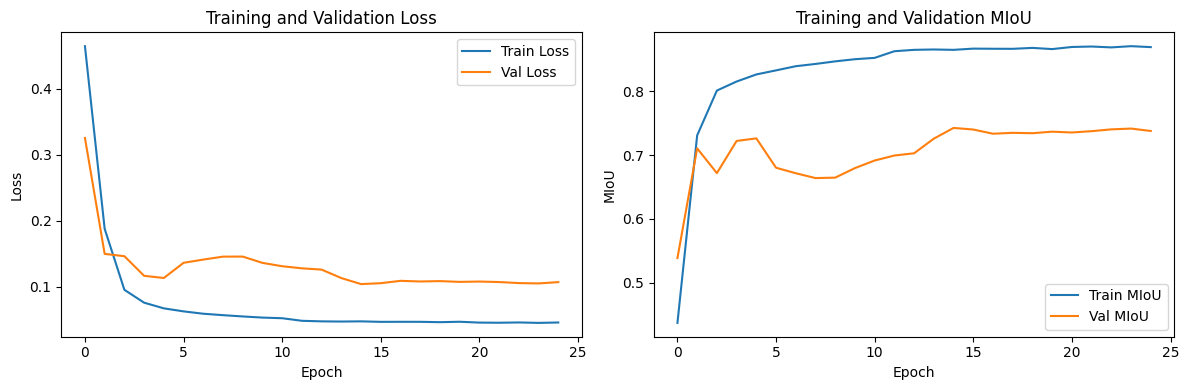 Training and Validation Loss
Train Loss
Val Loss
0.4
0.3
0.2
0.1
Loss
0 5 10 15 20 25
Epoch
Training and Validation MIoU
0.8
0.7
0.6
0.5
MIoU
Train MIoU
Val MIoU
0 5 10 15 20 25
Epoch